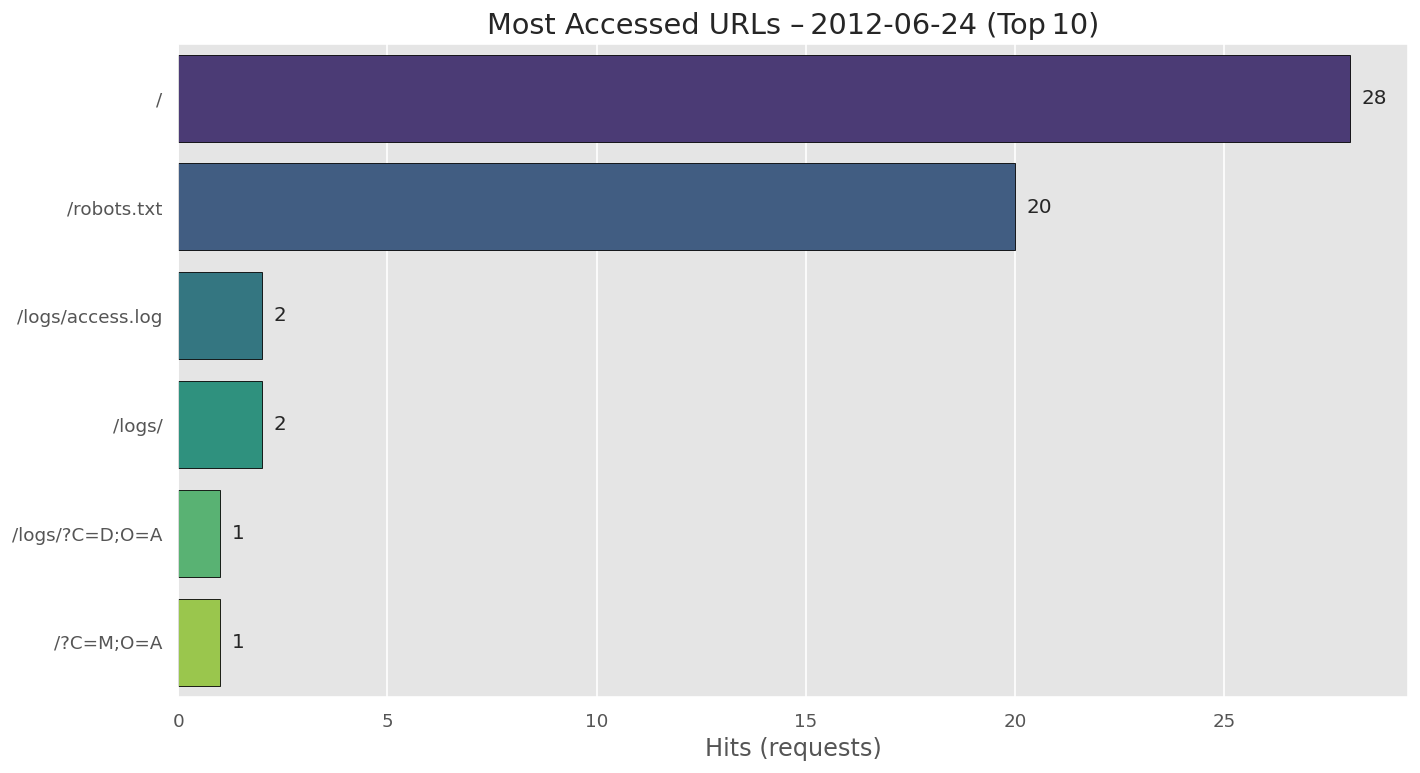 Most Accessed URLs – 2012-06-24 (Top 10)
/ 28
/robots.txt 20
/logs/access.log 2
/logs/ 2
/logs/?C=D;O=A 1
/?C=M;O=A 1
0 5 10 15 20 25
Hits (requests)